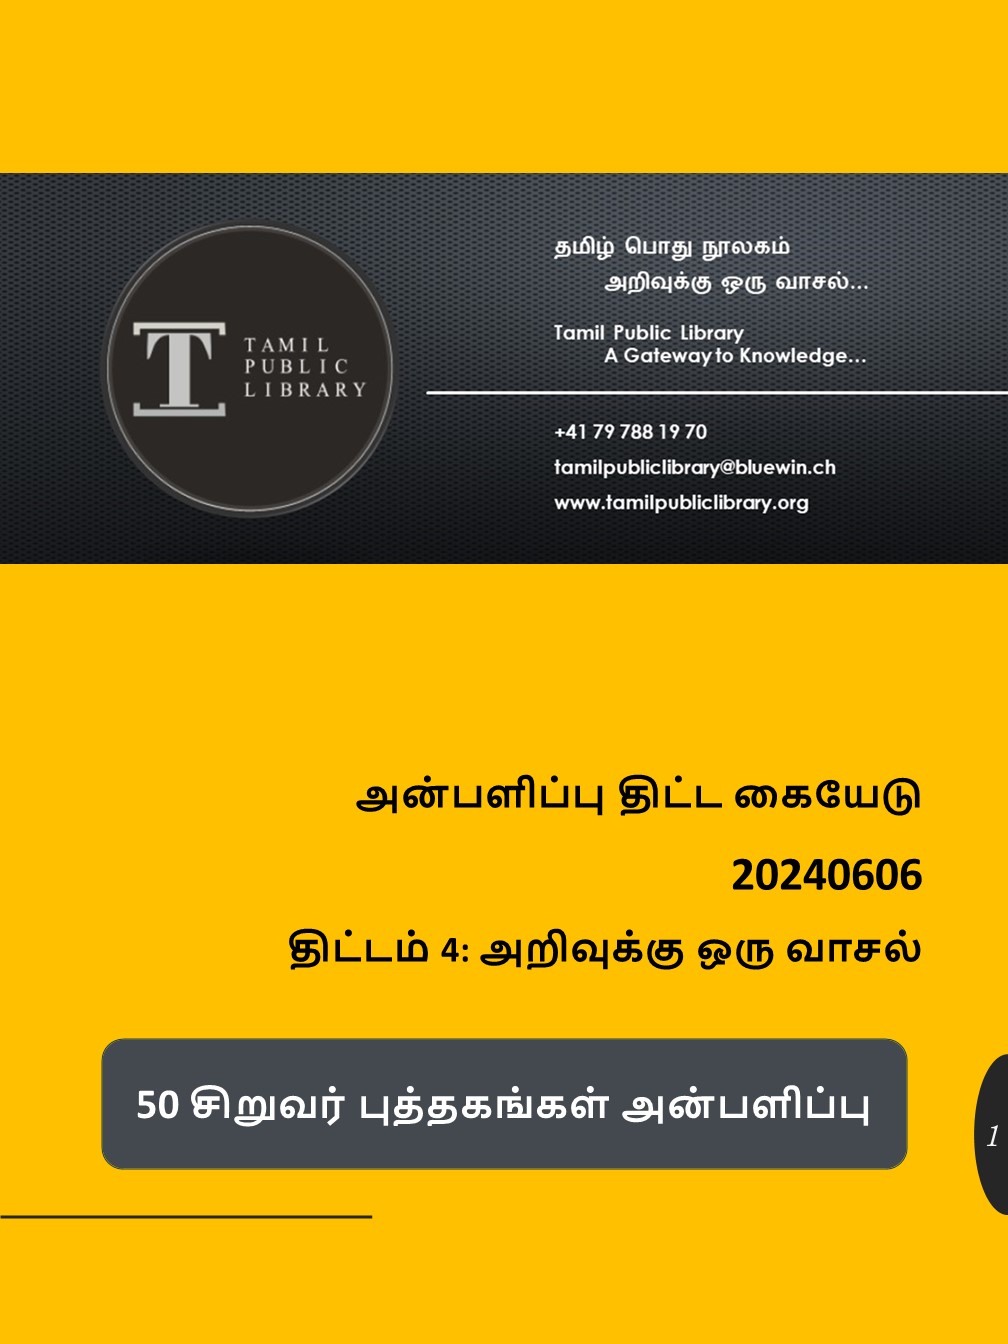 TAMIL
PUBLIC
LIBRARY
தமிழ் பொது நூலகம்
அறிவுக்கு ஒரு வாசல்...
Tamil Public Library
A Gateway to Knowledge...
+41 79 788 19 70
tamilpubliclibrary@bluewin.ch
www.tamilpubliclibrary.org
அன்பளிப்பு திட்ட கையேடு
20240606
திட்டம் 4: அறிவுக்கு ஒரு வாசல்
50 சிறுவர் புத்தகங்கள் அன்பளிப்பு
1